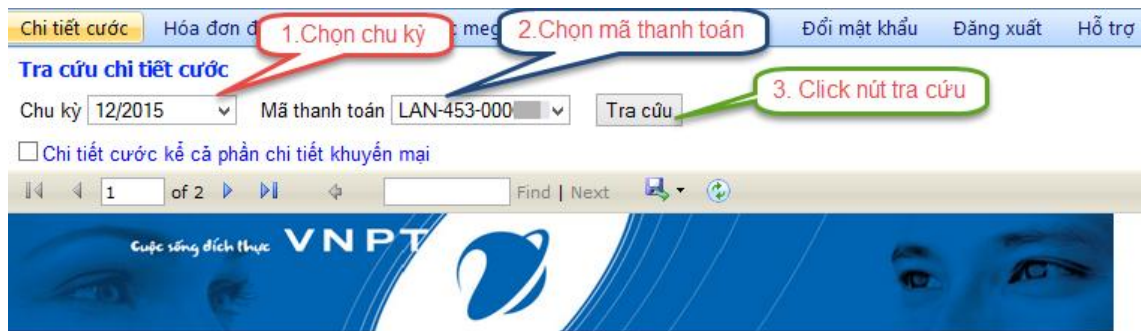 Chi tiết cước Hóa đơn 1.Chọn chu kỳ 2.Chọn mã thanh toán Đổi mật khẩu Đăng xuất Hỗ trợ
Tra cứu chi tiết cước
3. Click nút tra cứu
Chu kỳ 12/2015 Mã thanh toán LAN-453-000 Tra cứu
Chi tiết cước kể cả phần chi tiết khuyến mại
1 of 2 Find | Next
Cuộc sống đích thực VNPT